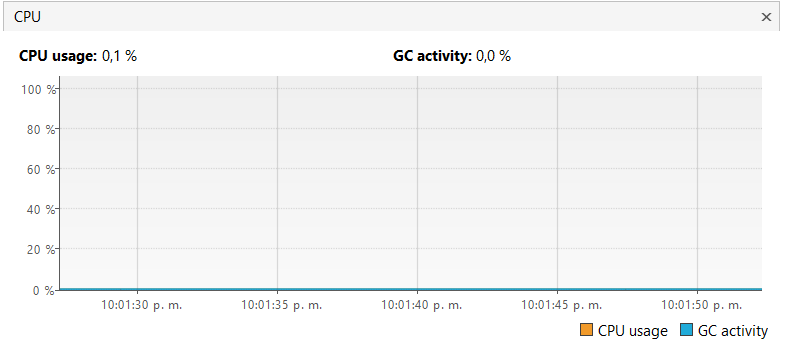 CPU
CPU usage: 0,1 %
GC activity: 0,0 %
100 %
80 %
60 %
40 %
20 %
0 %
10:01:30 p. m.
10:01:35 p. m.
10:01:40 p. m.
10:01:45 p. m.
10:01:50 p. m.
CPU usage
GC activity